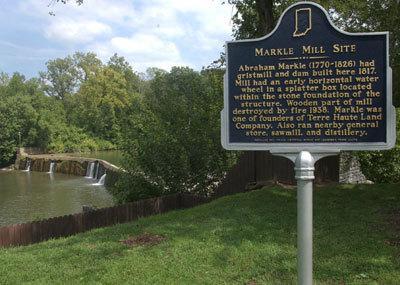 MARKLE MILL SITE
Abraham Markle (1770-1826) had
gristmill and dam built here 1817.
Mill had an early horizontal water
wheel in a splatter box located
within the stone foundation of the
structure. Wooden part of mill
destroyed by fire 1938. Markle was
one of founders of Terre Haute Land
Company. Also ran nearby general
store, sawmill, and distillery.